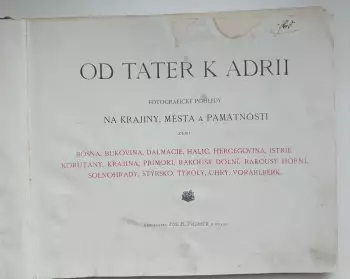 OD TATER K ADRII
FOTOGRAFICKÉ POHLEDY
NA KRAJINY, MĚSTA A PAMÁTNOSTI
ZEMÍ
BOSNA, BUKOVINA, DALMACIE, HALIČ, HERCEGOVINA, ISTRIE
KORUTANY, KRAJINA, PŘÍMOŘÍ, RAKOUSY DOLNÍ, RAKOUSY HORNÍ,
SOLNOHRADY, ŠTÝRSKO, TYROLY, UHRY, VORARLBERK.